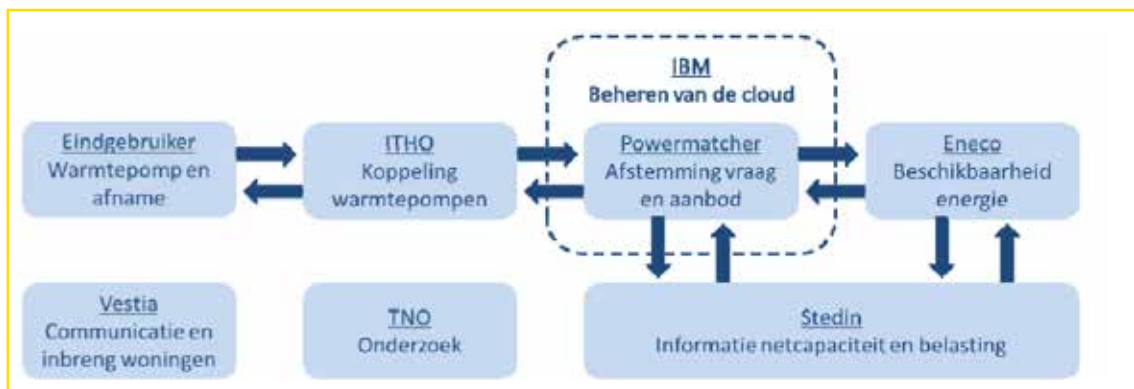 IBM
Beheren van de cloud
Eindgebruiker
Warmtepomp en
afname
ITHO
Koppeling
warmtepompen
Powermatcher
Afstemming vraag
en aanbod
Eneco
Beschikbaarheid
energie
Vestia
Communicatie en
inbreng woningen
TNO
Onderzoek
Stedin
Informatie netcapaciteit en belasting